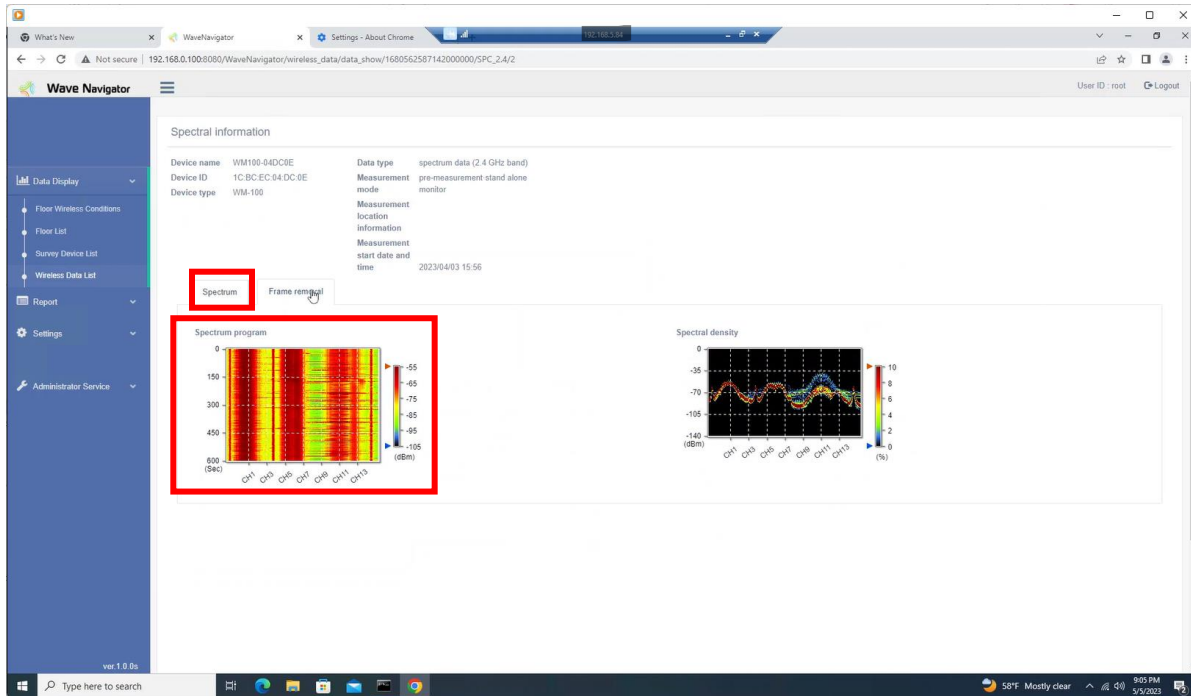 What's New
WaveNavigator
Settings - About Chrome
192.168.5.84
Not secure
192.168.0.100:8080/WaveNavigator/wireless_data/data_show/1680562587142000000/SPC_2.4/2
Wave Navigator
User ID : root
Logout
Data Display
Floor Wireless Conditions
Floor List
Survey Device List
Wireless Data List
Report
Settings
Administrator Service
ver.1.0.0s
Spectral information
Device name WM100-04DC0E
Device ID 1C:BC:EC:04:DC:0E
Device type WM-100
Data type spectrum data (2.4 GHz band)
Measurement pre-measurement·stand alone
mode monitor
Measurement
location
information
Measurement
start date and
time 2023/04/03 15:56
Spectrum
Frame removal
Spectrum program
0
150
300
450
600
(Sec)
CH1 CH3 CH5 CH7 CH9 CH11 CH13
-55
-65
-75
-85
-95
-105
(dBm)
Spectral density
0
-35
-70
-105
-140
(dBm)
CH1 CH3 CH5 CH7 CH9 CH11 CH13
10
8
6
4
2
0
(%)
Type here to search
58°F Mostly clear
9:05 PM
5/5/2023